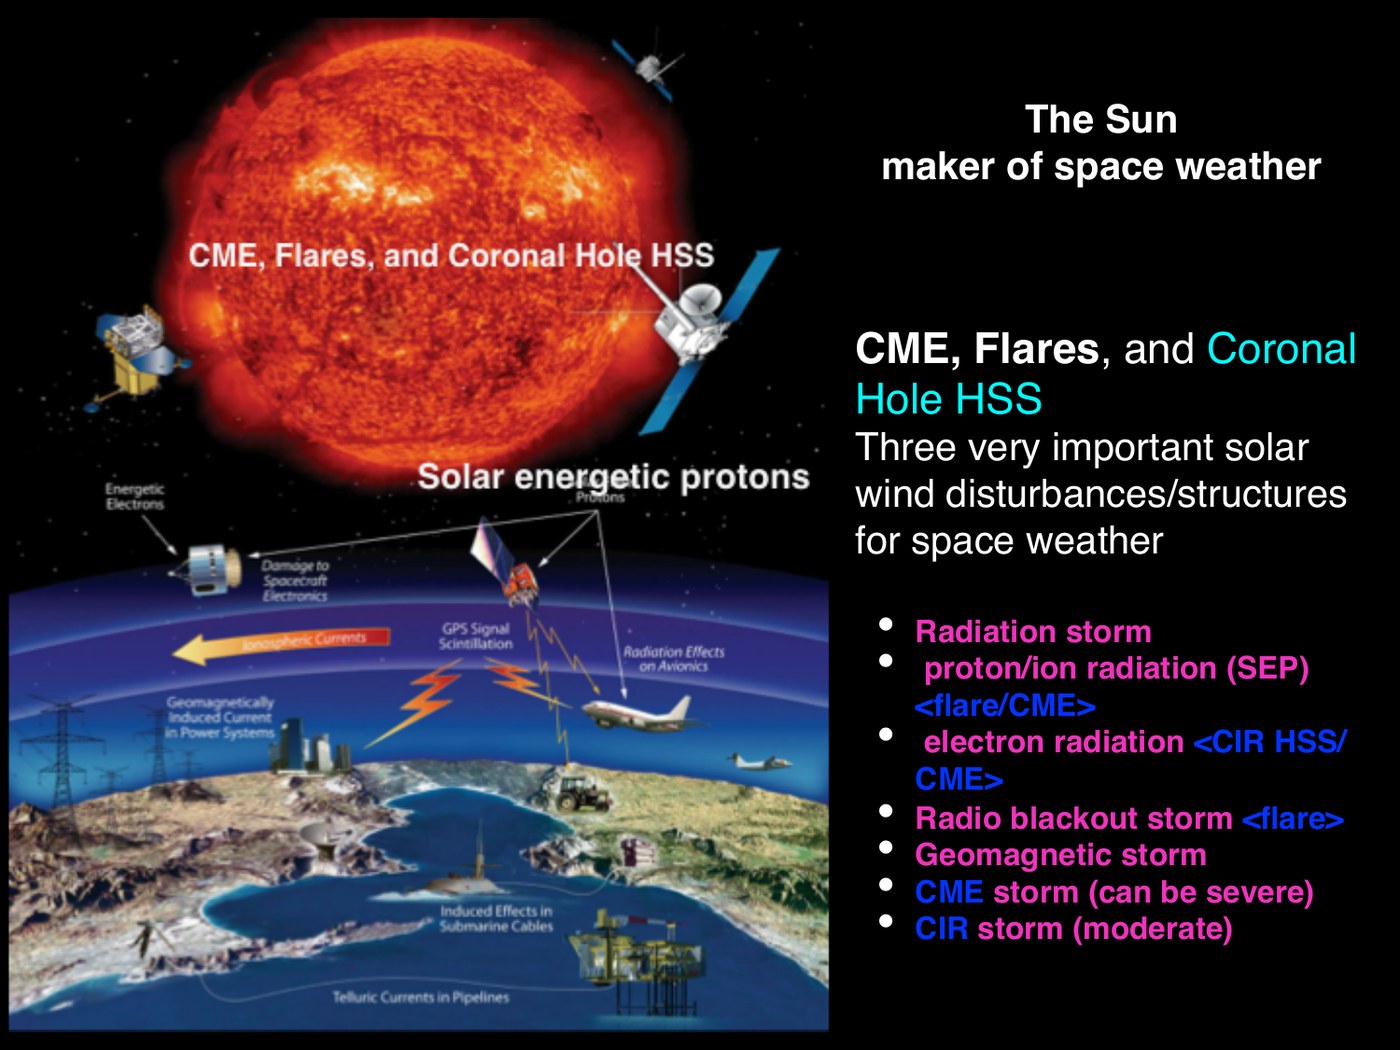 The Sun
maker of space weather
CME, Flares, and Coronal Hole HSS
Solar energetic protons
Protons
Energetic
Electrons
Damage to
Spacecraft
Electronics
Ionospheric Currents
GPS Signal
Scintillation
Radiation Effects
on Avionics
Geomagnetically
Induced Current
in Power Systems
Induced Effects in
Submarine Cables
Telluric Currents in Pipelines
CME, Flares, and Coronal
Hole HSS
Three very important solar
wind disturbances/structures
for space weather
• Radiation storm
• proton/ion radiation (SEP)
<flare/CME>
• electron radiation <CIR HSS/
CME>
• Radio blackout storm <flare>
• Geomagnetic storm
• CME storm (can be severe)
• CIR storm (moderate)